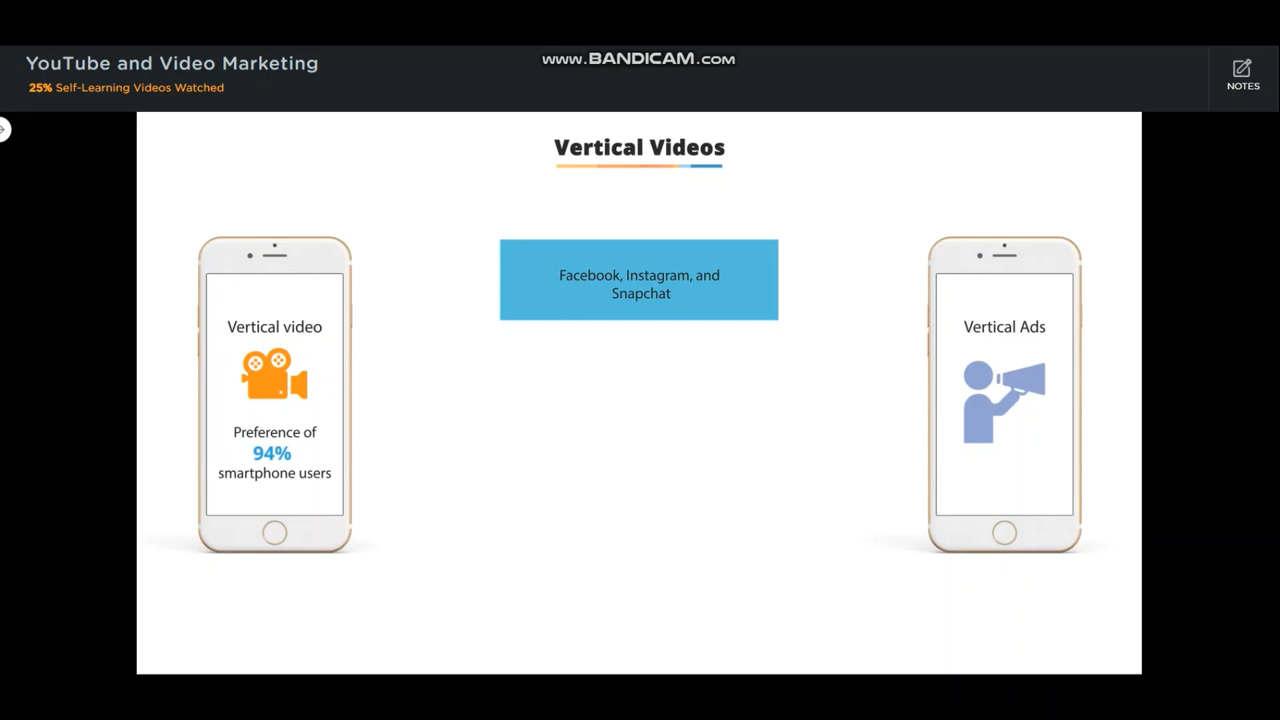 YouTube and Video Marketing
www.BANDICAM.com
25% Self-Learning Videos Watched
NOTES
Vertical Videos
Facebook, Instagram, and
Snapchat
Vertical video
Preference of
94%
smartphone users
Vertical Ads